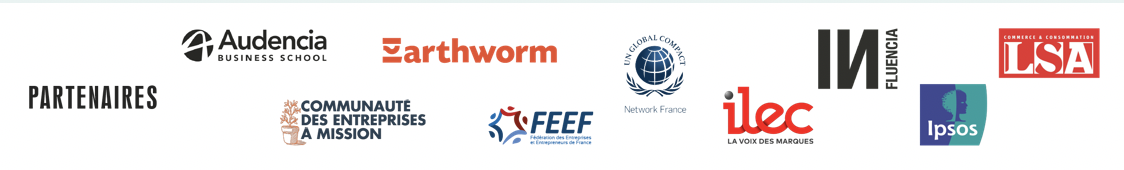 PARTENAIRES
Audencia
BUSINESS SCHOOL
COMMUNAUTÉ
DES ENTREPRISES
À MISSION
Earthworm
FEEF
Fédération des Entreprises
et Entrepreneurs de France
UN GLOBAL COMPACT
Network France
ilec
LA VOIX DES MARQUES
IN
FLUENCIA
Ipsos
COMMERCE & CONSOMMATION
LSA